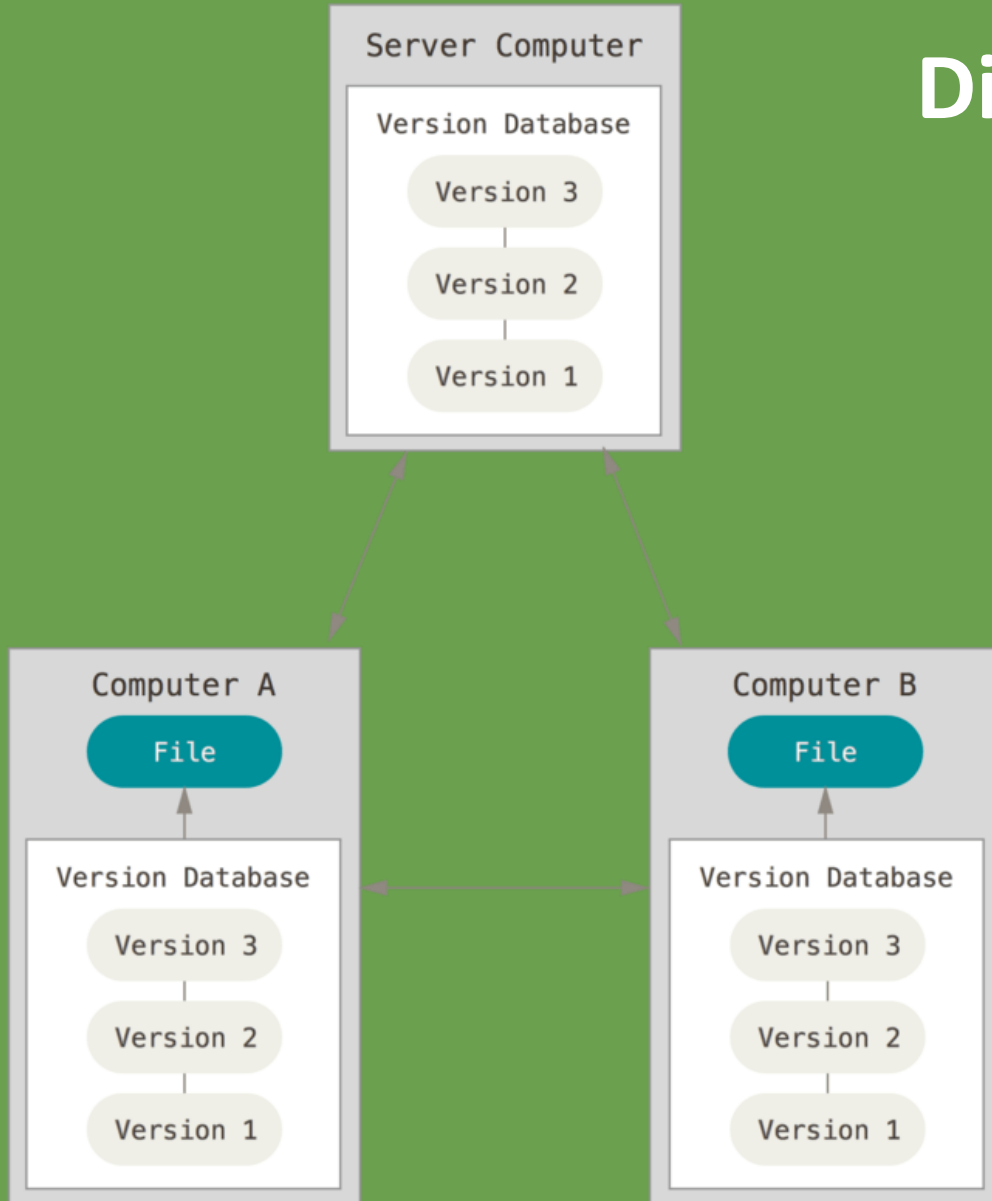 Server Computer
Di
Version Database
Version 3
Version 2
Version 1
Computer A
File
Version Database
Version 3
Version 2
Version 1
Computer B
File
Version Database
Version 3
Version 2
Version 1